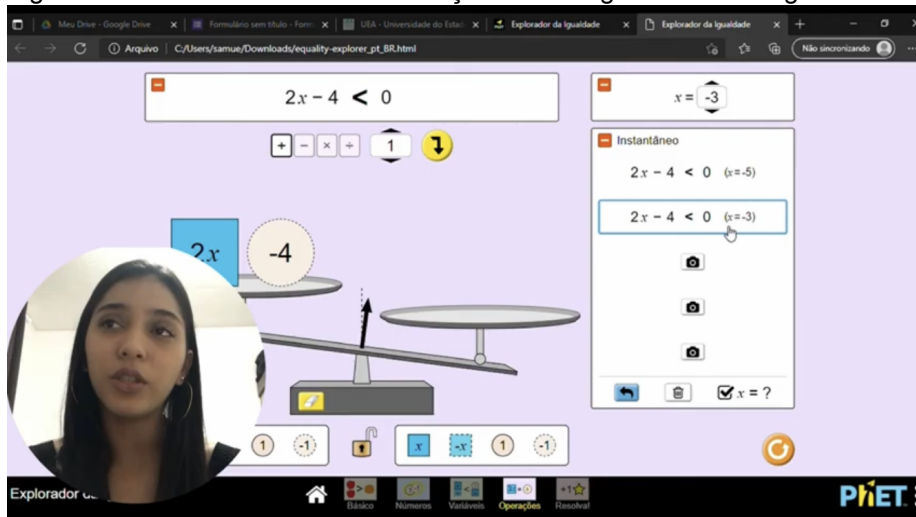 Meu Drive - Google Drive
Formulário sem título - Form
UEA - Universidade do Estad
Explorador da Igualdade
Explorador da Igualdade
Arquivo
C:/Users/samue/Downloads/equality-explorer_pt_BR.html
Não sincronizando
2x − 4 < 0
x = -3
+ − × ÷ 1
Instantâneo
2x − 4 < 0 (x=-5)
2x − 4 < 0 (x=-3)
2x -4
x = ?
1 -1
x -x 1 -1
Básico
Números
Variáveis
Operações
Resolva!
PhET